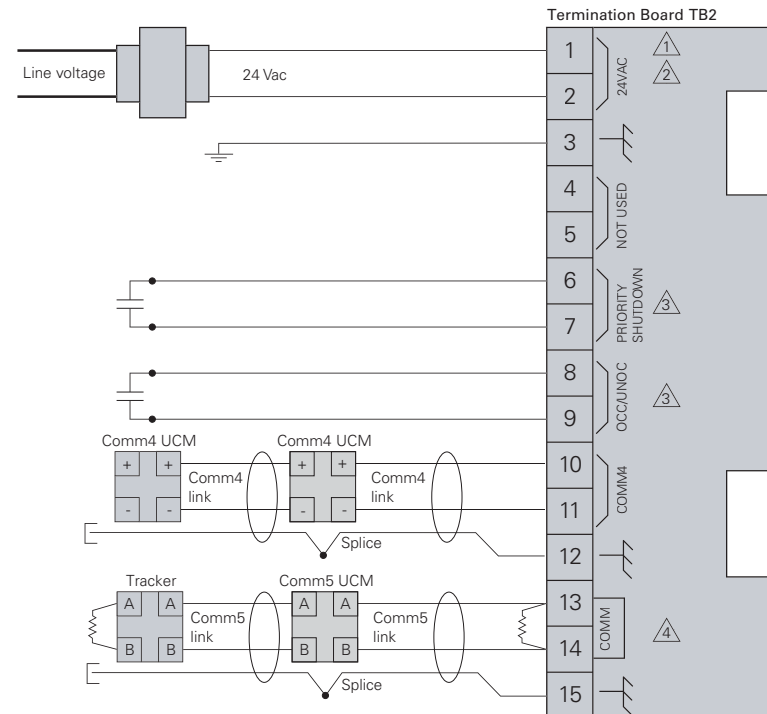 Termination Board TB2
Line voltage
24 Vac
1
2
24VAC
1
2
3
4
5
NOT USED
6
7
PRIORITY
SHUTDOWN
3
8
9
OCC/UNOC
3
Comm4 UCM
+ +
- -
Comm4
link
Comm4 UCM
+ +
- -
Comm4
link
10
11
COMM4
Splice
12
Tracker
A A
B B
Comm5
link
Comm5 UCM
A A
B B
Comm5
link
13
14
COMM
4
Splice
15